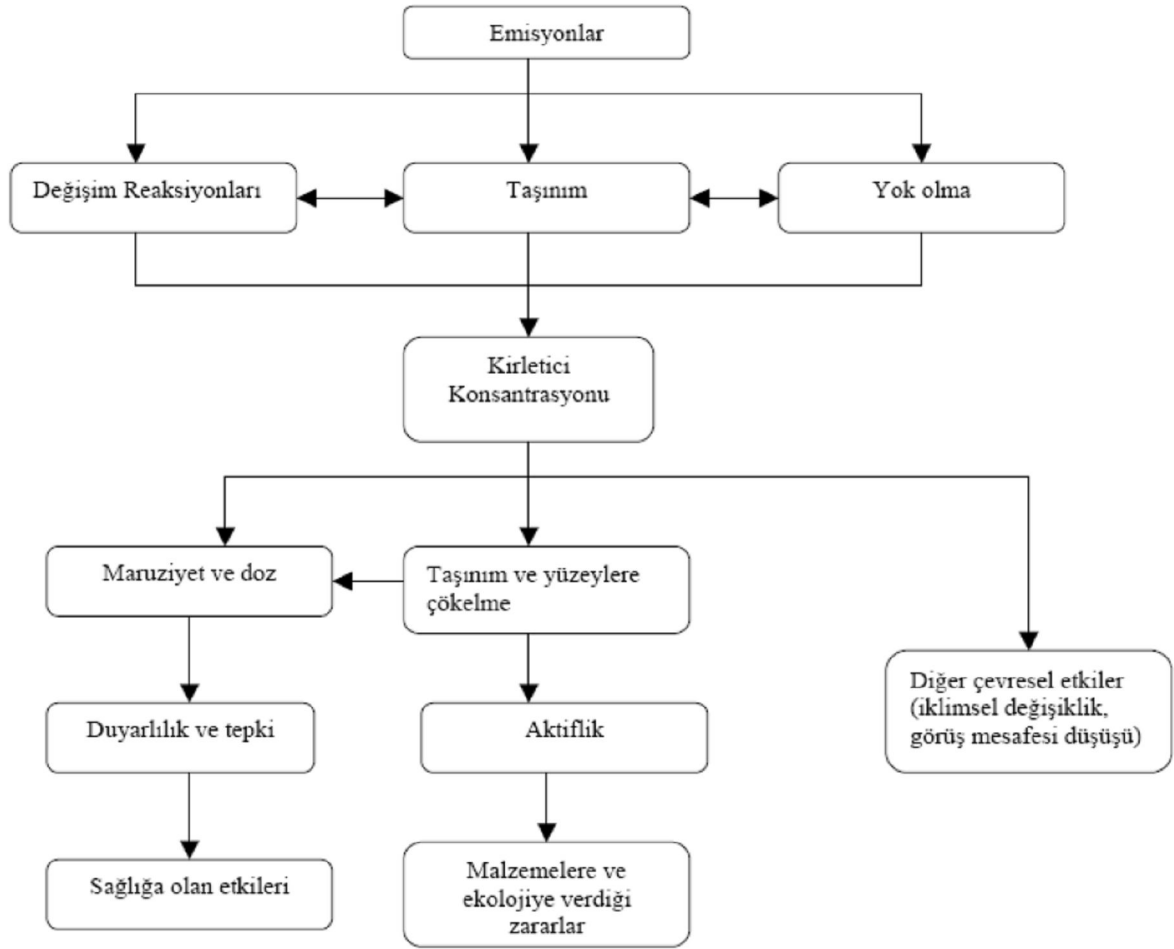 Emisyonlar
Değişim Reaksiyonları
Taşınım
Yok olma
Kirletici
Konsantrasyonu
Maruziyet ve doz
Taşınım ve yüzeylere
çökelme
Diğer çevresel etkiler
(iklimsel değişiklik,
görüş mesafesi düşüşü)
Duyarlılık ve tepki
Aktiflik
Sağlığa olan etkileri
Malzemelere ve
ekolojiye verdiği
zararlar